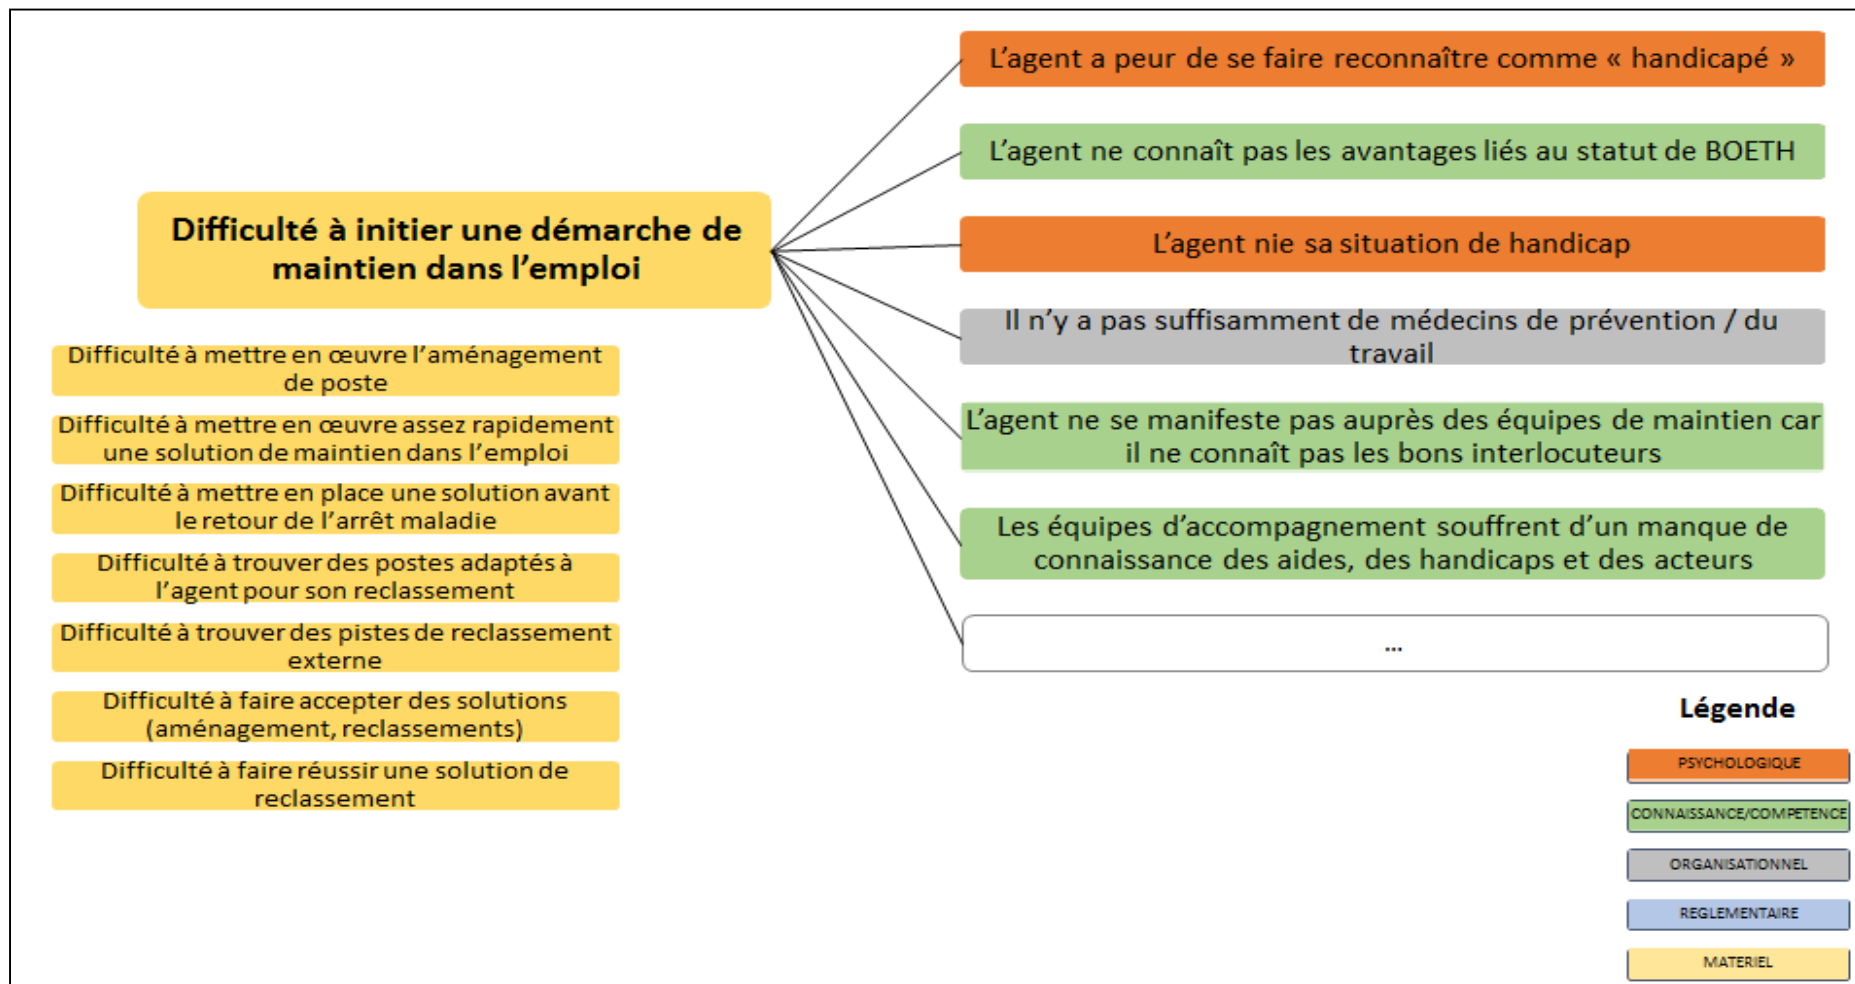 L'agent a peur de se faire reconnaître comme « handicapé »
L'agent ne connaît pas les avantages liés au statut de BOETH
Difficulté à initier une démarche de
maintien dans l'emploi
L'agent nie sa situation de handicap
Il n'y a pas suffisamment de médecins de prévention / du
travail
L'agent ne se manifeste pas auprès des équipes de maintien car
il ne connaît pas les bons interlocuteurs
Les équipes d'accompagnement souffrent d'un manque de
connaissance des aides, des handicaps et des acteurs
...
Difficulté à mettre en œuvre l'aménagement
de poste
Difficulté à mettre en œuvre assez rapidement
une solution de maintien dans l'emploi
Difficulté à mettre en place une solution avant
le retour de l'arrêt maladie
Difficulté à trouver des postes adaptés à
l'agent pour son reclassement
Difficulté à trouver des pistes de reclassement
externe
Difficulté à faire accepter des solutions
(aménagement, reclassements)
Difficulté à faire réussir une solution de
reclassement
Légende
PSYCHOLOGIQUE
CONNAISSANCE/COMPETENCE
ORGANISATIONNEL
REGLEMENTAIRE
MATERIEL